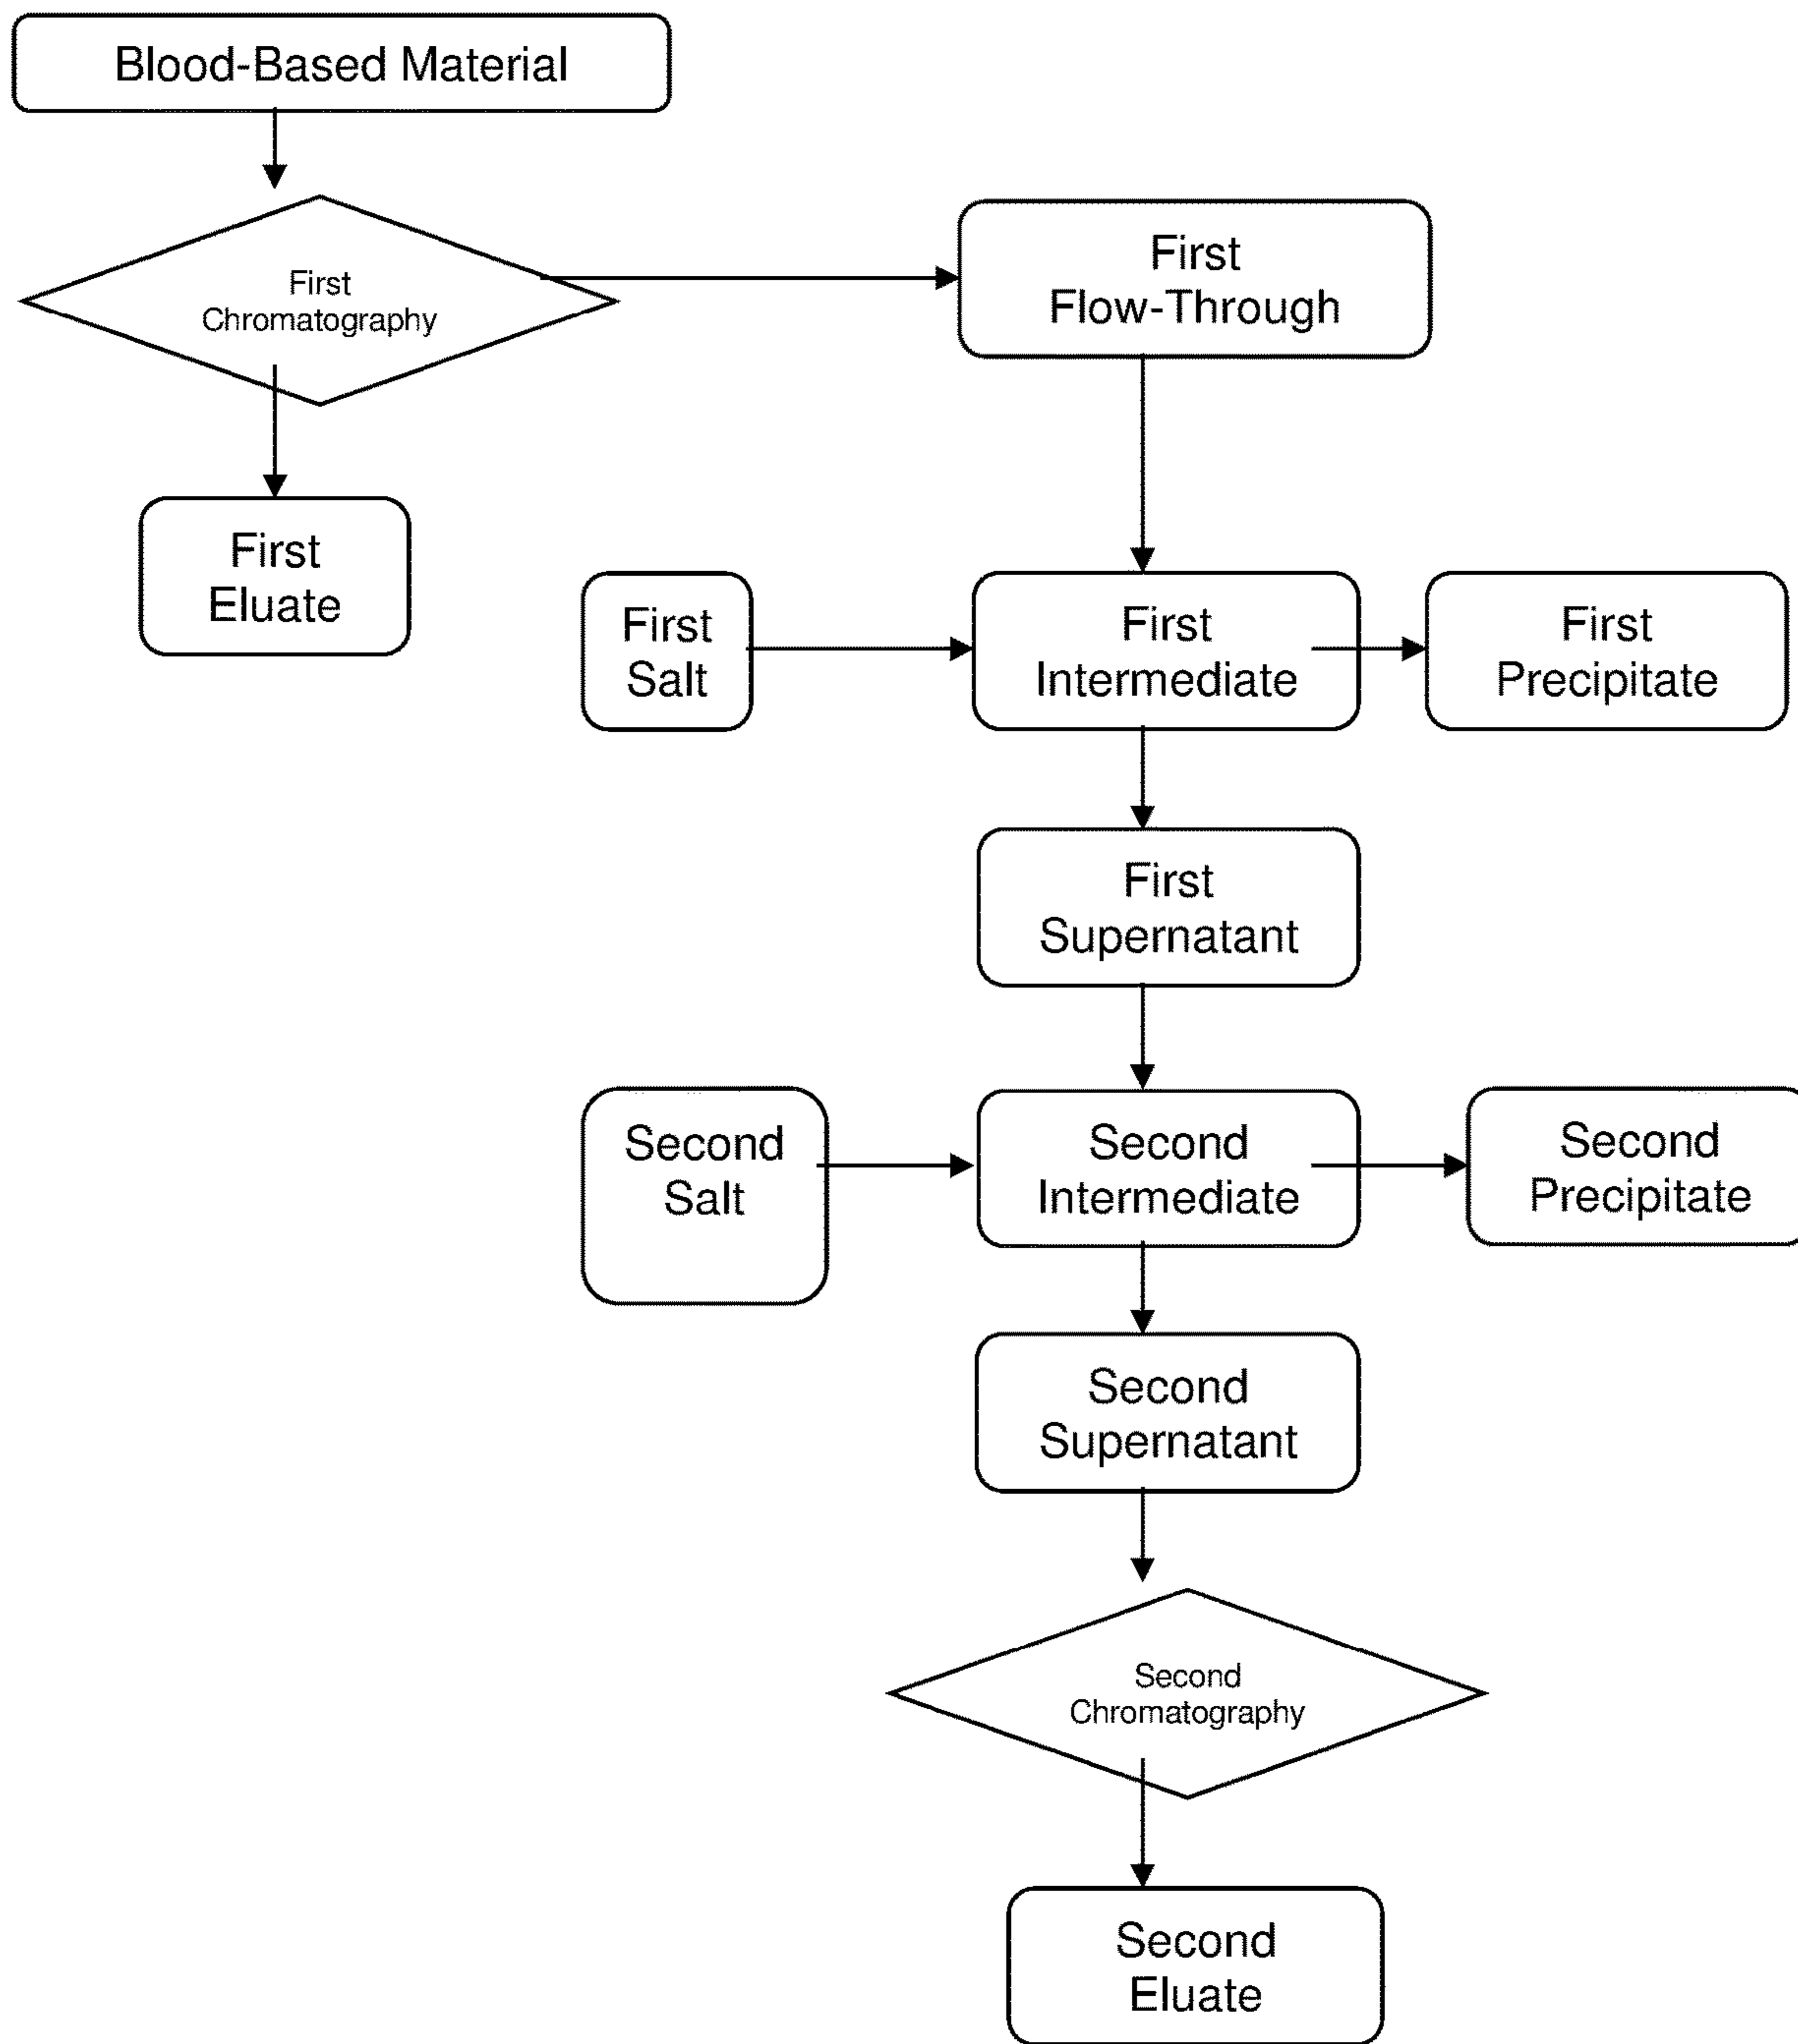 Blood-Based Material
First
Chromatography
First
Flow-Through
First
Eluate
First
Salt
First
Intermediate
First
Precipitate
First
Supernatant
Second
Salt
Second
Intermediate
Second
Precipitate
Second
Supernatant
Second
Chromatography
Second
Eluate